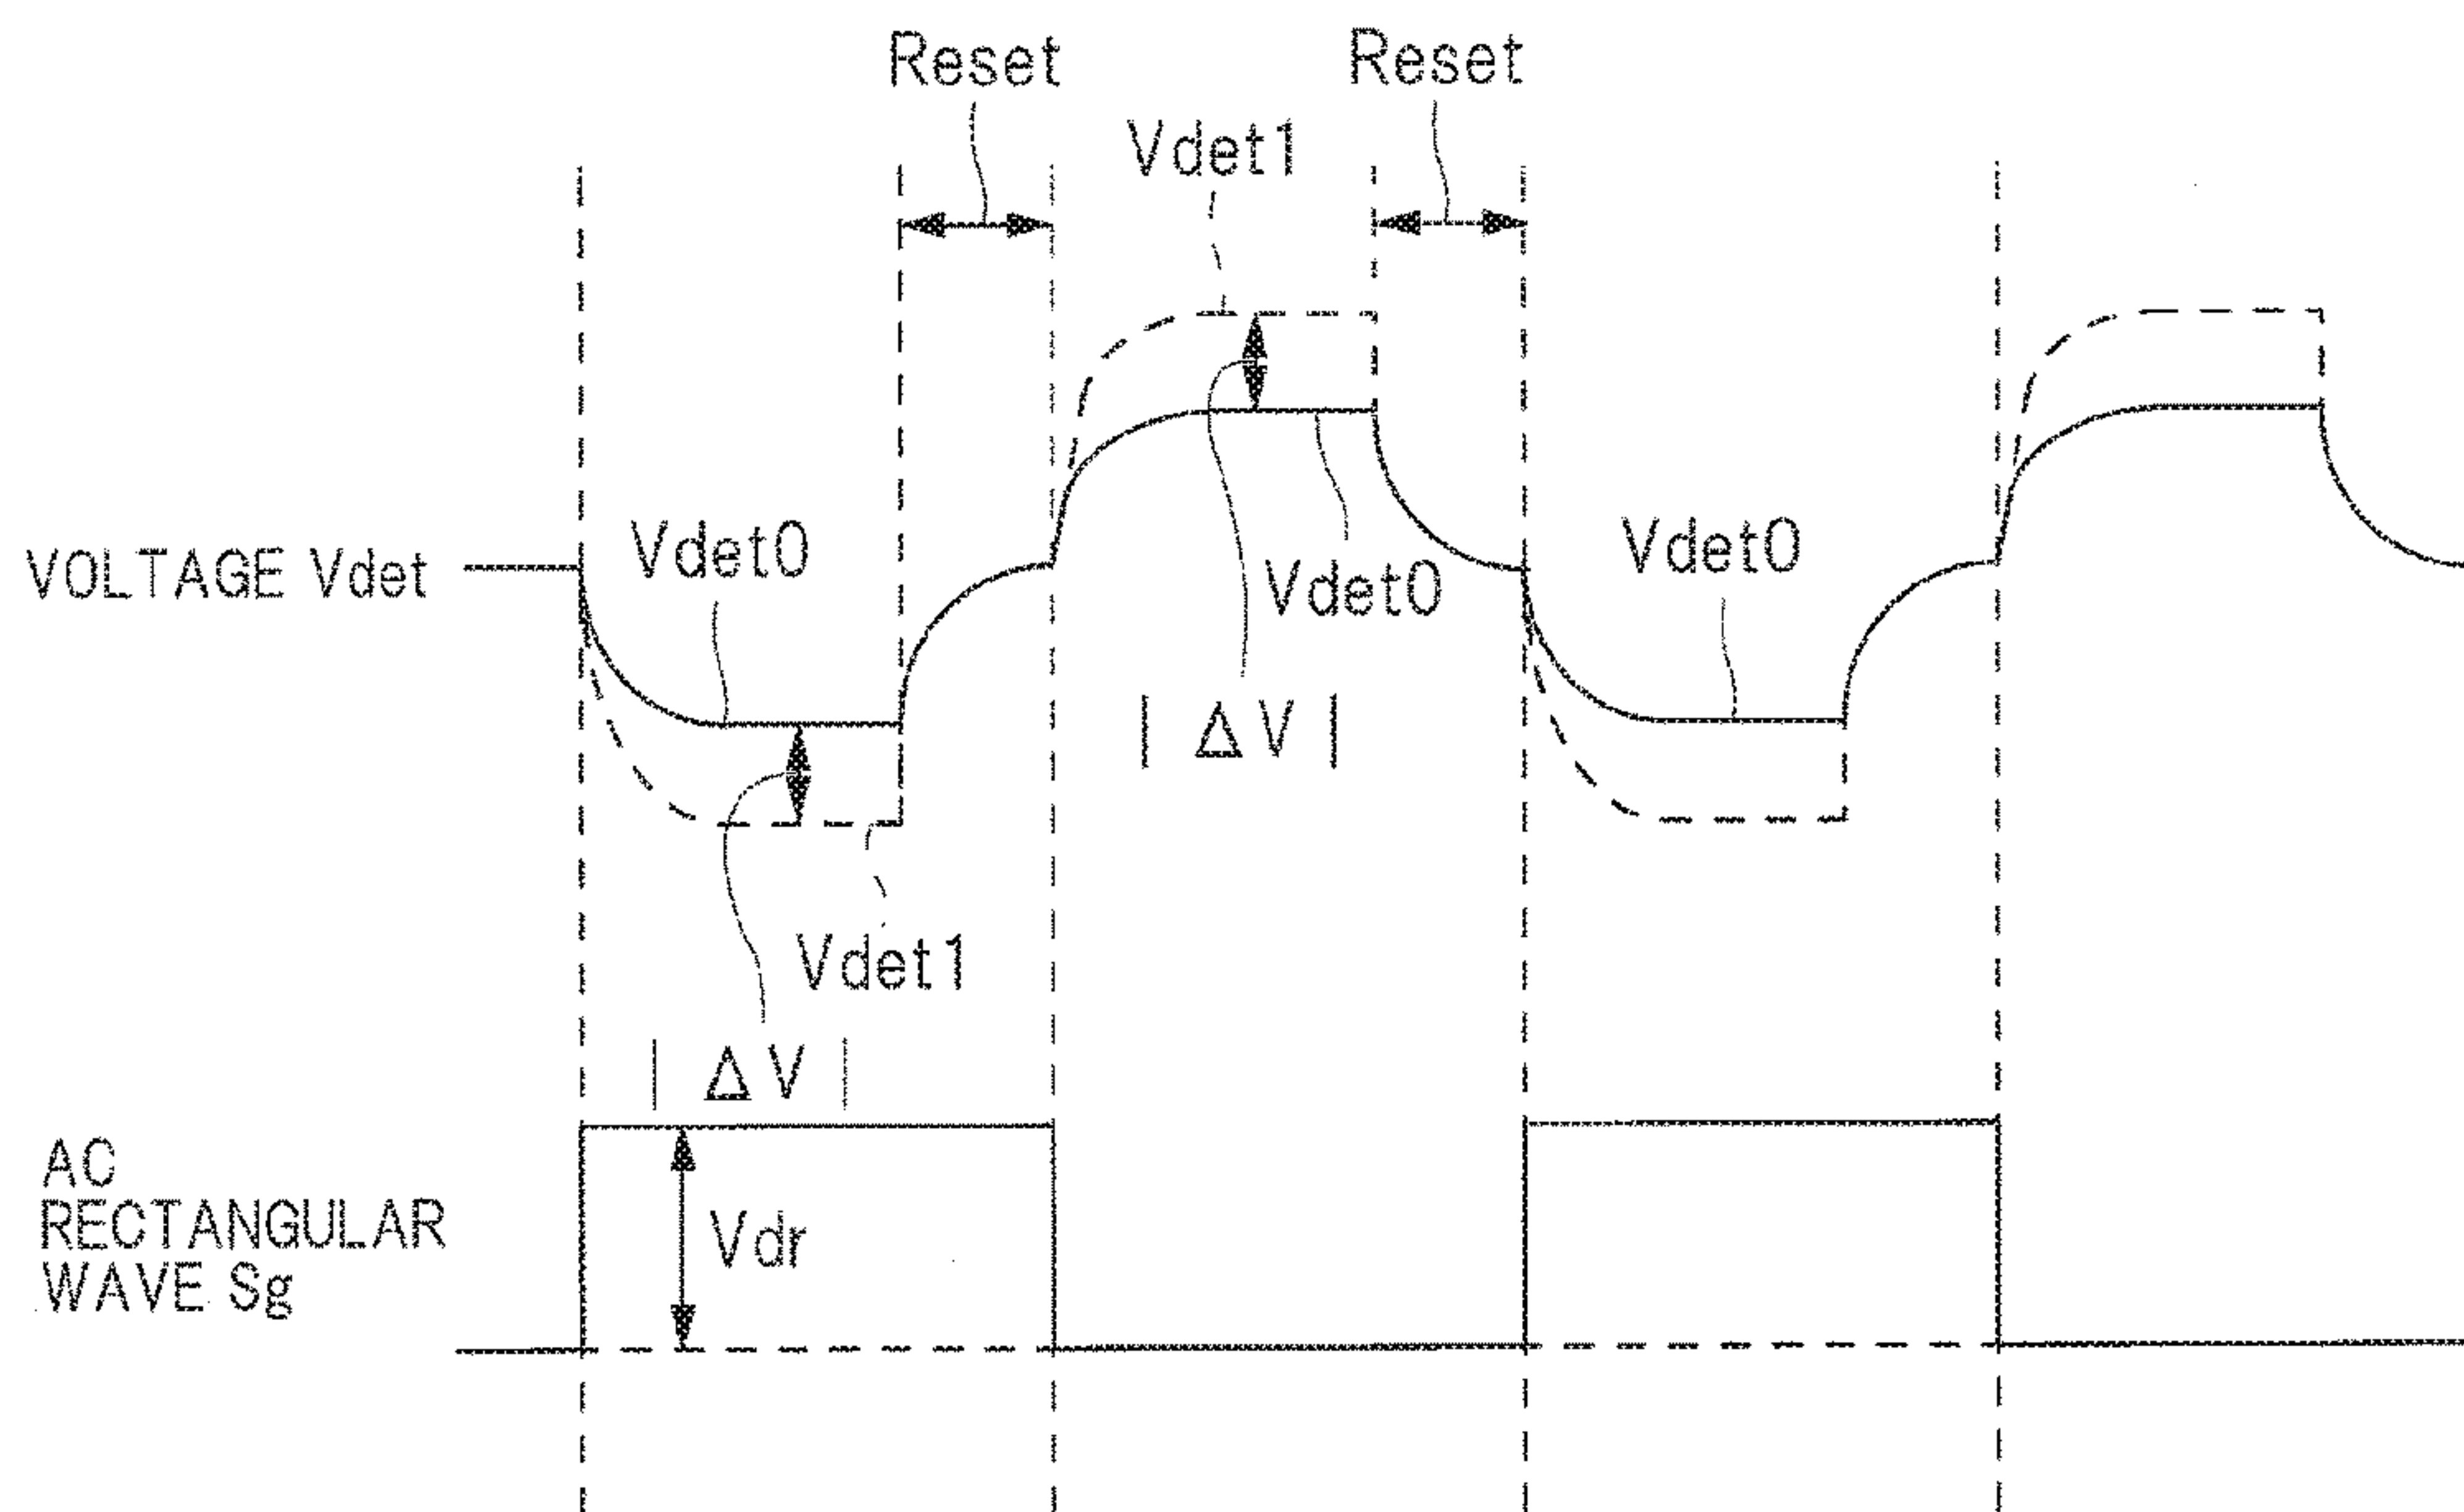 Reset
Reset
Vdet1
VOLTAGE Vdet
Vdet0
Vdet0
Vdet0
| ΔV |
Vdet1
| ΔV |
AC
RECTANGULAR
WAVE Sg
Vdr